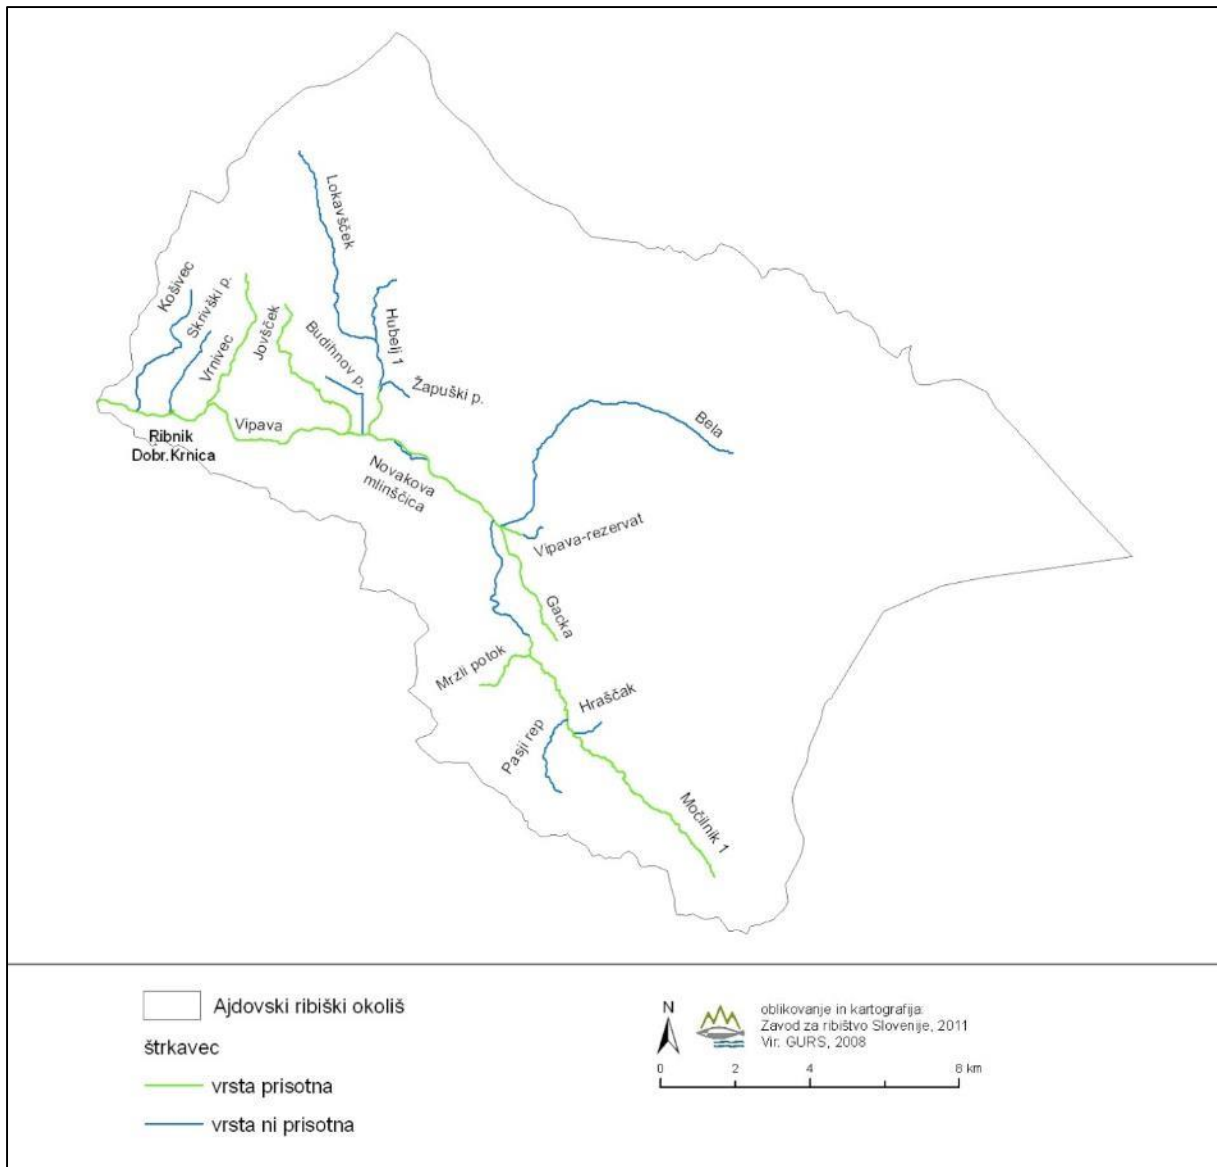 Lokavšček
Košivec
Skrivški p.
Vrnivec
Jovšček
Budihnov p.
Hubelj 1
Žapuški p.
Bela
Vipava
Ribnik
Dobr.Krnica
Novakova
mlinščica
Vipava-rezervat
Gacka
Mrzli potok
Hraščak
Pasji rep
Močilnik 1
Ajdovski ribiški okoliš
štrkavec
vrsta prisotna
vrsta ni prisotna
N
oblikovanje in kartografija:
Zavod za ribištvo Slovenije, 2011
Vir: GURS, 2008
0 2 4 8 km